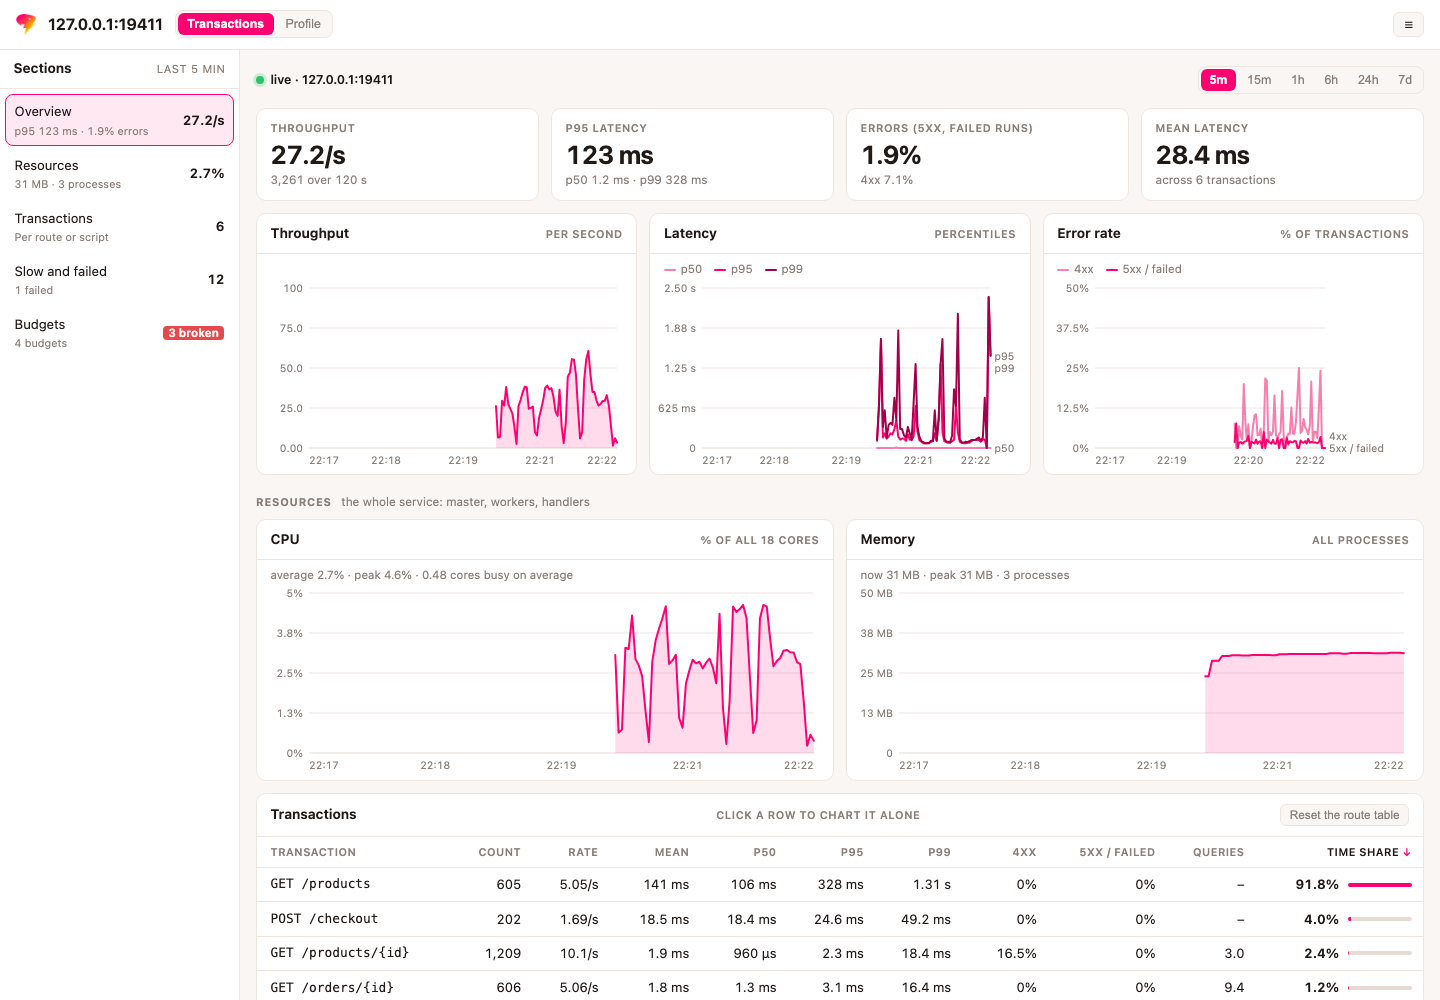 127.0.0.1:19411
Transactions
Profile
≡
Sections
LAST 5 MIN
Overview
p95 123 ms · 1.9% errors
27.2/s
Resources
31 MB · 3 processes
2.7%
Transactions
Per route or script
6
Slow and failed
1 failed
12
Budgets
4 budgets
3 broken
live · 127.0.0.1:19411
5m 15m 1h 6h 24h 7d
THROUGHPUT
27.2/s
3,261 over 120 s
P95 LATENCY
123 ms
p50 1.2 ms · p99 328 ms
ERRORS (5XX, FAILED RUNS)
1.9%
4xx 7.1%
MEAN LATENCY
28.4 ms
across 6 transactions
Throughput
PER SECOND
100
75.0
50.0
25.0
0.00
22:17 22:18 22:19 22:21 22:22
Latency
PERCENTILES
p50 p95 p99
2.50 s
1.88 s
1.25 s
625 ms
0
p95
p99
p50
22:17 22:18 22:19 22:21 22:22
Error rate
% OF TRANSACTIONS
4xx 5xx / failed
50%
37.5%
25%
12.5%
0%
4xx
5xx / failed
22:17 22:19 22:20 22:22
RESOURCES the whole service: master, workers, handlers
CPU
% OF ALL 18 CORES
average 2.7% · peak 4.6% · 0.48 cores busy on average
5%
3.8%
2.5%
1.3%
0%
22:17 22:18 22:19 22:21 22:22
Memory
ALL PROCESSES
now 31 MB · peak 31 MB · 3 processes
50 MB
38 MB
25 MB
13 MB
0
22:17 22:18 22:19 22:21 22:22
Transactions
CLICK A ROW TO CHART IT ALONE
Reset the route table
TRANSACTION COUNT RATE MEAN P50 P95 P99 4XX 5XX / FAILED QUERIES TIME SHARE ↓
GET /products 605 5.05/s 141 ms 106 ms 328 ms 1.31 s 0% 0% – 91.8%
POST /checkout 202 1.69/s 18.5 ms 18.4 ms 24.6 ms 49.2 ms 0% 0% – 4.0%
GET /products/{id} 1,209 10.1/s 1.9 ms 960 µs 2.3 ms 18.4 ms 16.5% 0% 3.0 2.4%
GET /orders/{id} 606 5.06/s 1.8 ms 1.3 ms 3.1 ms 16.4 ms 0% 0% 9.4 1.2%